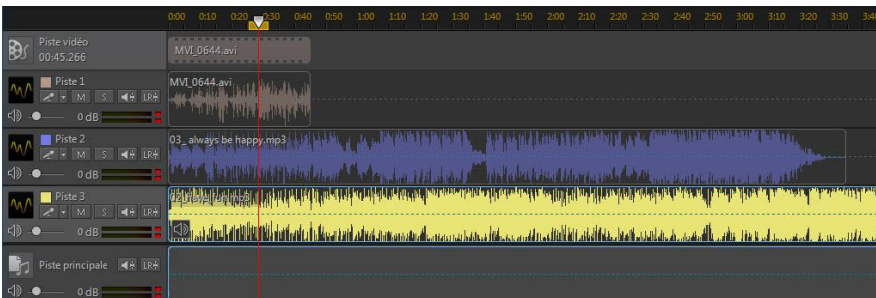 0:00 0:10 0:20 0:30 0:40 0:50 1:00 1:10 1:20 1:30 1:40 1:50 2:00 2:10 2:20 2:30 2:40 2:50 3:00 3:10 3:20 3:30
Piste vidéo
00:45.266
MVI_0644.avi
Piste 1
MVI_0644.avi
M S LR
0 dB
Piste 2
03_ always be happy.mp3
M S LR
0 dB
Piste 3
M S LR
0 dB
Piste principale LR
0 dB